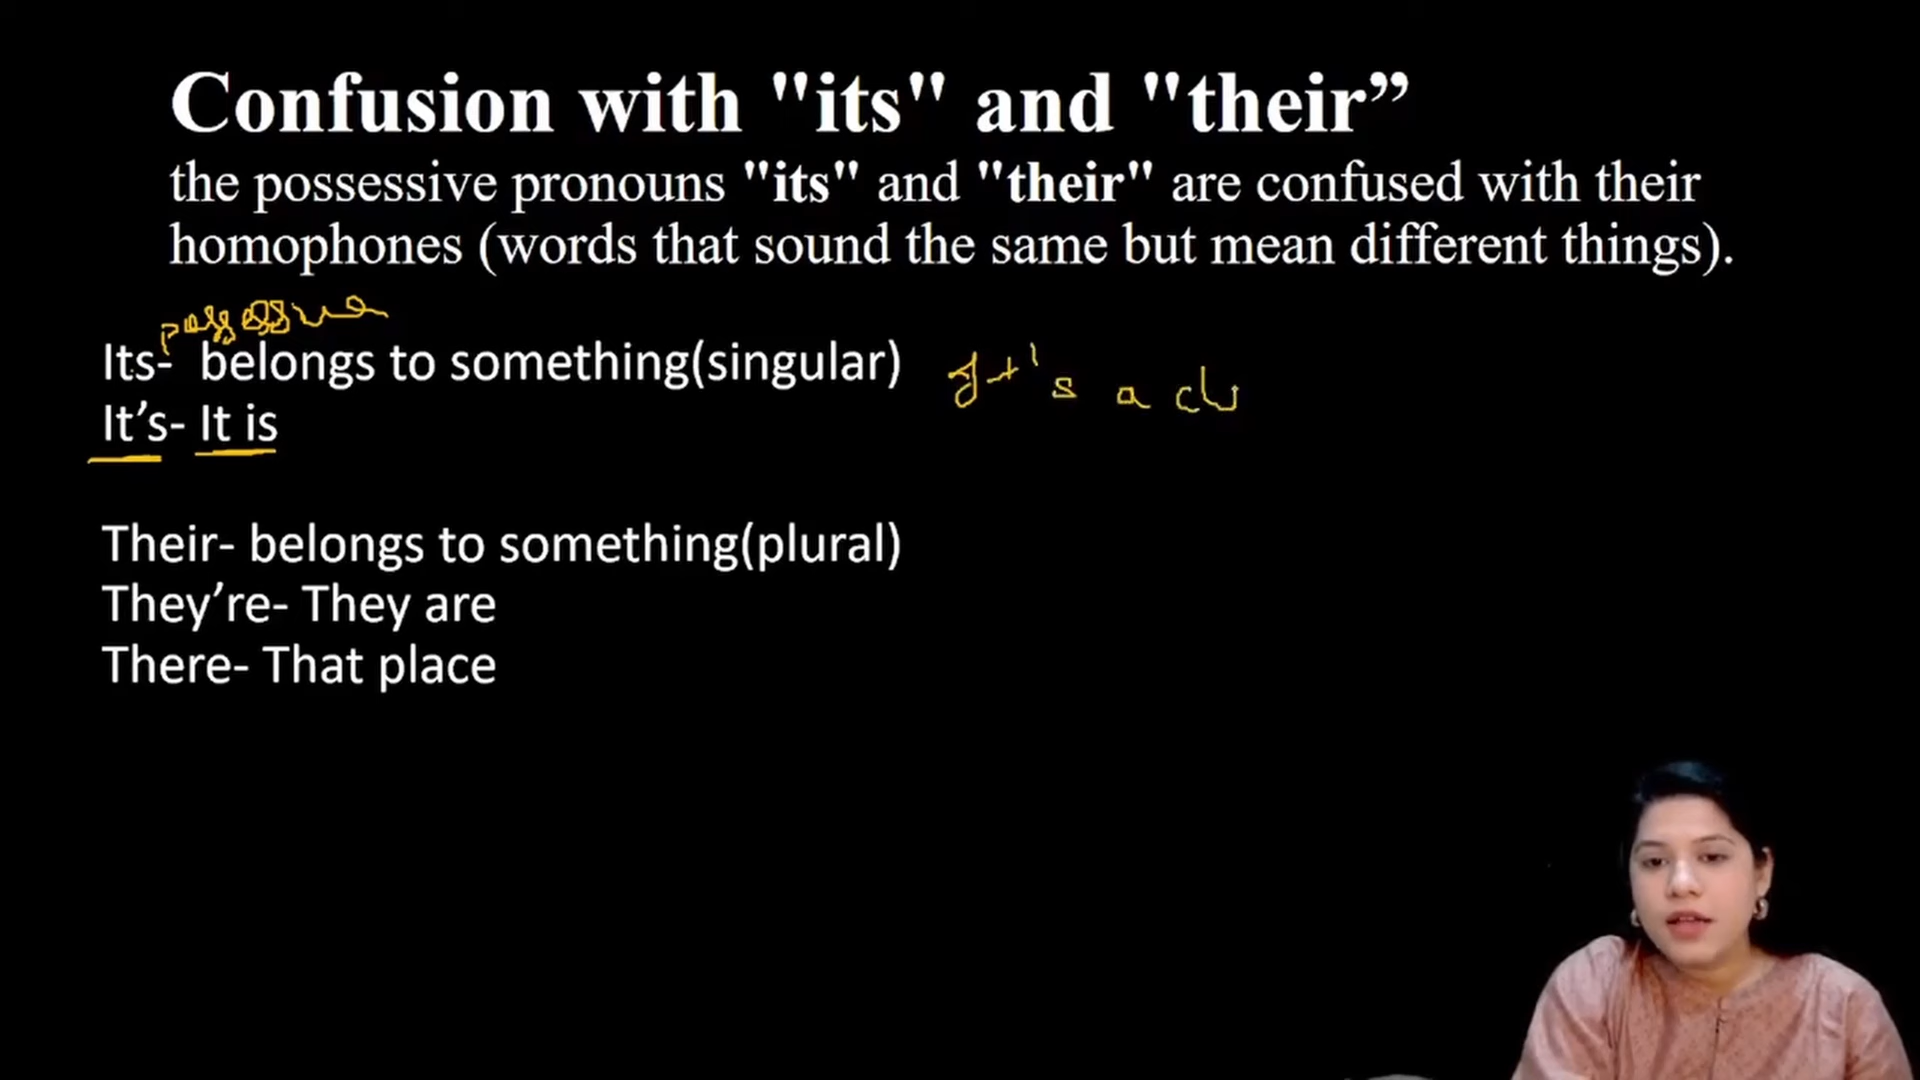 Confusion with "its" and "their”
the possessive pronouns "its" and "their" are confused with their
homophones (words that sound the same but mean different things).
possessive
Its- belongs to something(singular)
It's a
It’s- It is
Their- belongs to something(plural)
They’re- They are
There- That place